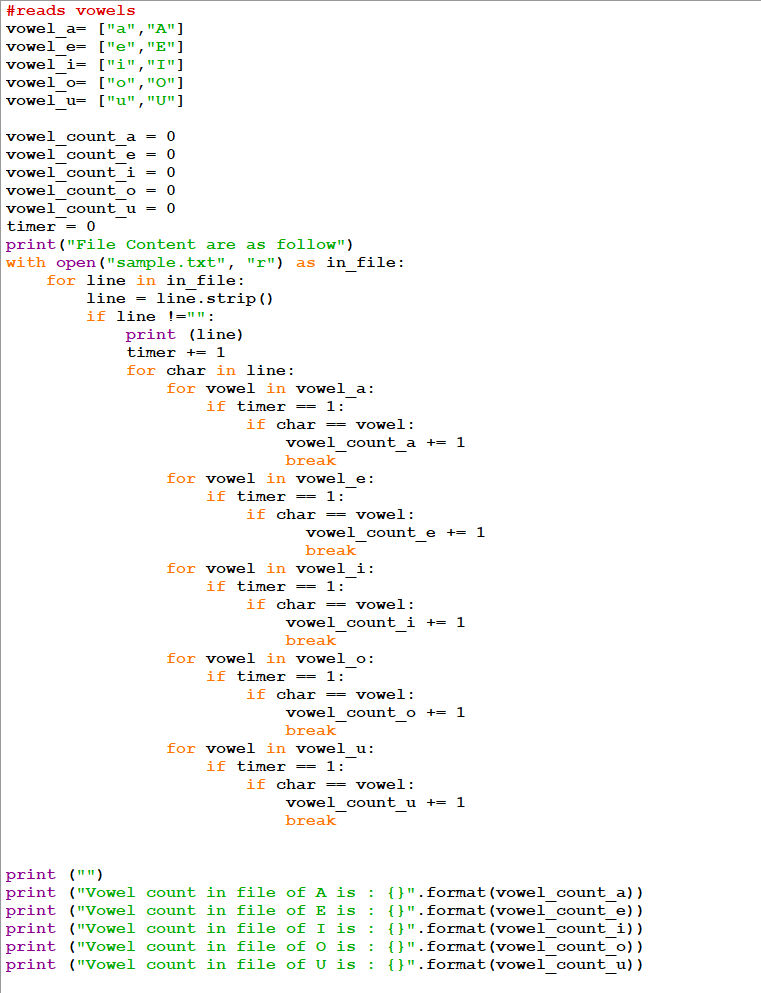 #reads vowels
vowel_a= ["a","A"]
vowel_e= ["e","E"]
vowel_i= ["i","I"]
vowel_o= ["o","O"]
vowel_u= ["u","U"]

vowel_count_a = 0
vowel_count_e = 0
vowel_count_i = 0
vowel_count_o = 0
vowel_count_u = 0
timer = 0
print("File Content are as follow")
with open("sample.txt", "r") as in_file:
    for line in in_file:
        line = line.strip()
        if line !="":
            print (line)
            timer += 1
            for char in line:
                for vowel in vowel_a:
                    if timer == 1:
                        if char == vowel:
                            vowel_count_a += 1
                            break
                for vowel in vowel_e:
                    if timer == 1:
                        if char == vowel:
                              vowel_count_e += 1
                              break
                for vowel in vowel_i:
                    if timer == 1:
                        if char == vowel:
                            vowel_count_i += 1
                            break
                for vowel in vowel_o:
                    if timer == 1:
                        if char == vowel:
                            vowel_count_o += 1
                            break
                for vowel in vowel_u:
                    if timer == 1:
                        if char == vowel:
                            vowel_count_u += 1
                            break


print ("")
print ("Vowel count in file of A is : {}".format(vowel_count_a))
print ("Vowel count in file of E is : {}".format(vowel_count_e))
print ("Vowel count in file of I is : {}".format(vowel_count_i))
print ("Vowel count in file of O is : {}".format(vowel_count_o))
print ("Vowel count in file of U is : {}".format(vowel_count_u))